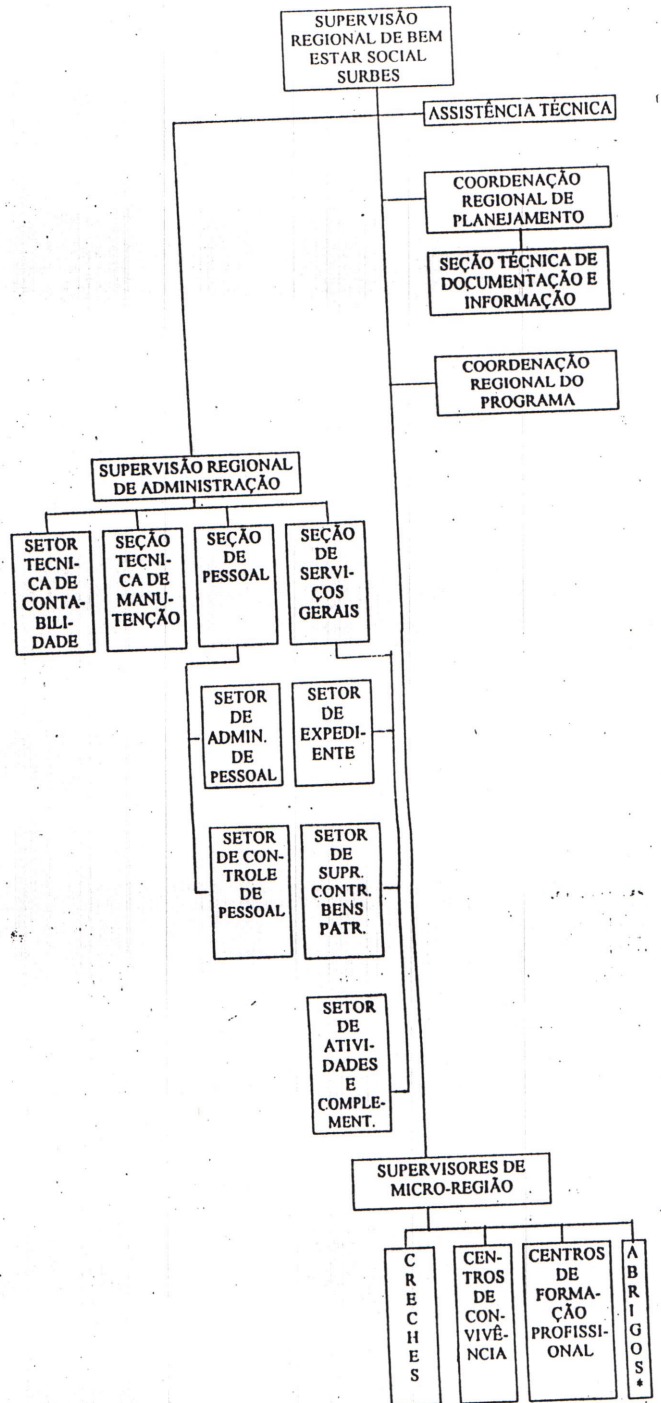 SUPERVISÃO
REGIONAL DE BEM
ESTAR SOCIAL
SURBES
ASSISTÊNCIA TÉCNICA
COORDENAÇÃO
REGIONAL DE
PLANEJAMENTO
SEÇÃO TÉCNICA DE
DOCUMENTAÇÃO E
INFORMAÇÃO
COORDENAÇÃO
REGIONAL DO
PROGRAMA
SUPERVISÃO REGIONAL
DE ADMINISTRAÇÃO
SETOR
TECNI-
CA DE
CONTA-
BILI-
DADE
SEÇÃO
TECNI-
CA DE
MANU-
TENÇÃO
SEÇÃO
DE
PESSOAL
SEÇÃO
DE
SERVI-
ÇOS
GERAIS
SETOR
DE
ADMIN.
DE
PESSOAL
SETOR
DE
EXPEDI-
ENTE
SETOR
DE CON-
TROLE
DE
PESSOAL
SETOR
DE
SUPR.
CONTR.
BENS
PATR.
SETOR
DE
ATIVI-
DADES
E
COMPLE-
MENT.
SUPERVISORES DE
MICRO-REGIÃO
C
R
E
C
H
E
S
CEN-
TROS
DE
CON-
VIVÊ-
NCIA
CENTROS
DE
FORMA-
ÇÃO
PROFISSI-
ONAL
A
B
R
I
G
O
S
*